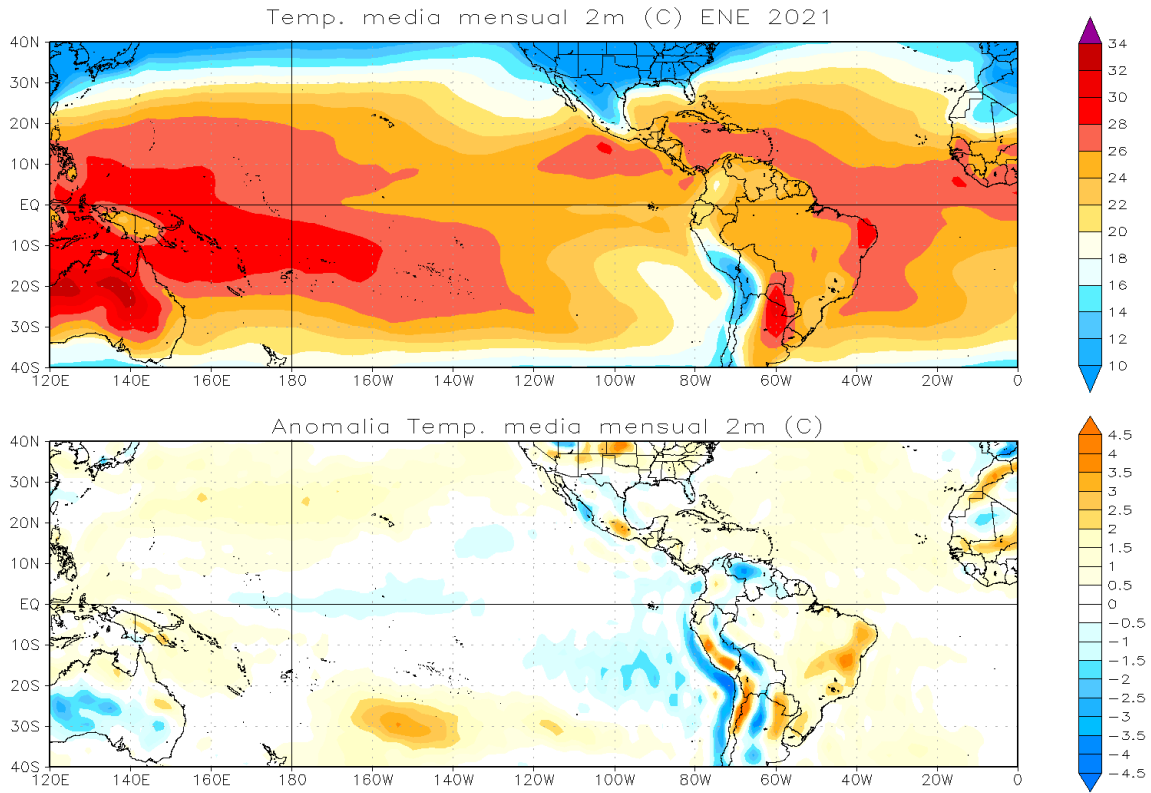 Temp. media mensual 2m (C) ENE 2021
40N
30N
20N
10N
EQ
10S
20S
30S
40S
120E 140E 160E 180 160W 140W 120W 100W 80W 60W 40W 20W 0
34
32
30
28
26
24
22
20
18
16
14
12
10
Anomalia Temp. media mensual 2m (C)
40N
30N
20N
10N
EQ
10S
20S
30S
40S
120E 140E 160E 180 160W 140W 120W 100W 80W 60W 40W 20W 0
4.5
4
3.5
3
2.5
2
1.5
1
0.5
0
-0.5
-1
-1.5
-2
-2.5
-3
-3.5
-4
-4.5